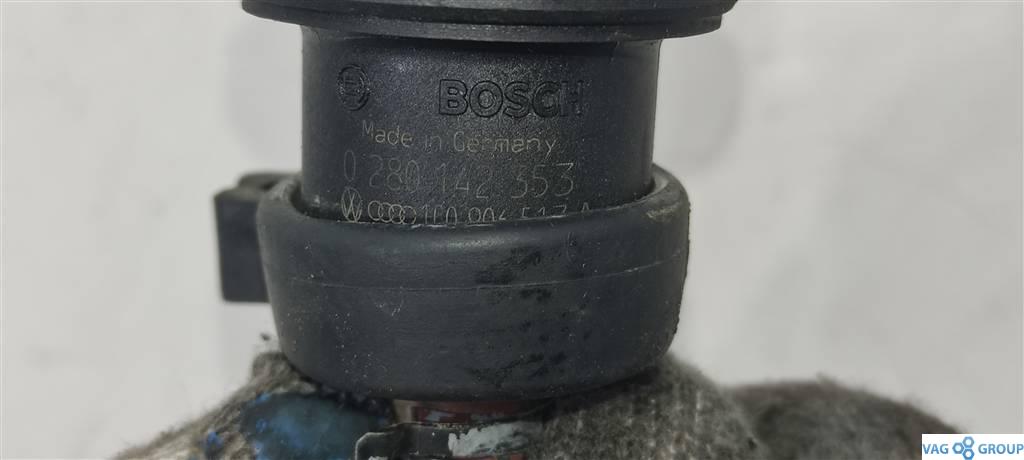 BOSCH
Made in Germany
0 280 142 353
VAG GROUP